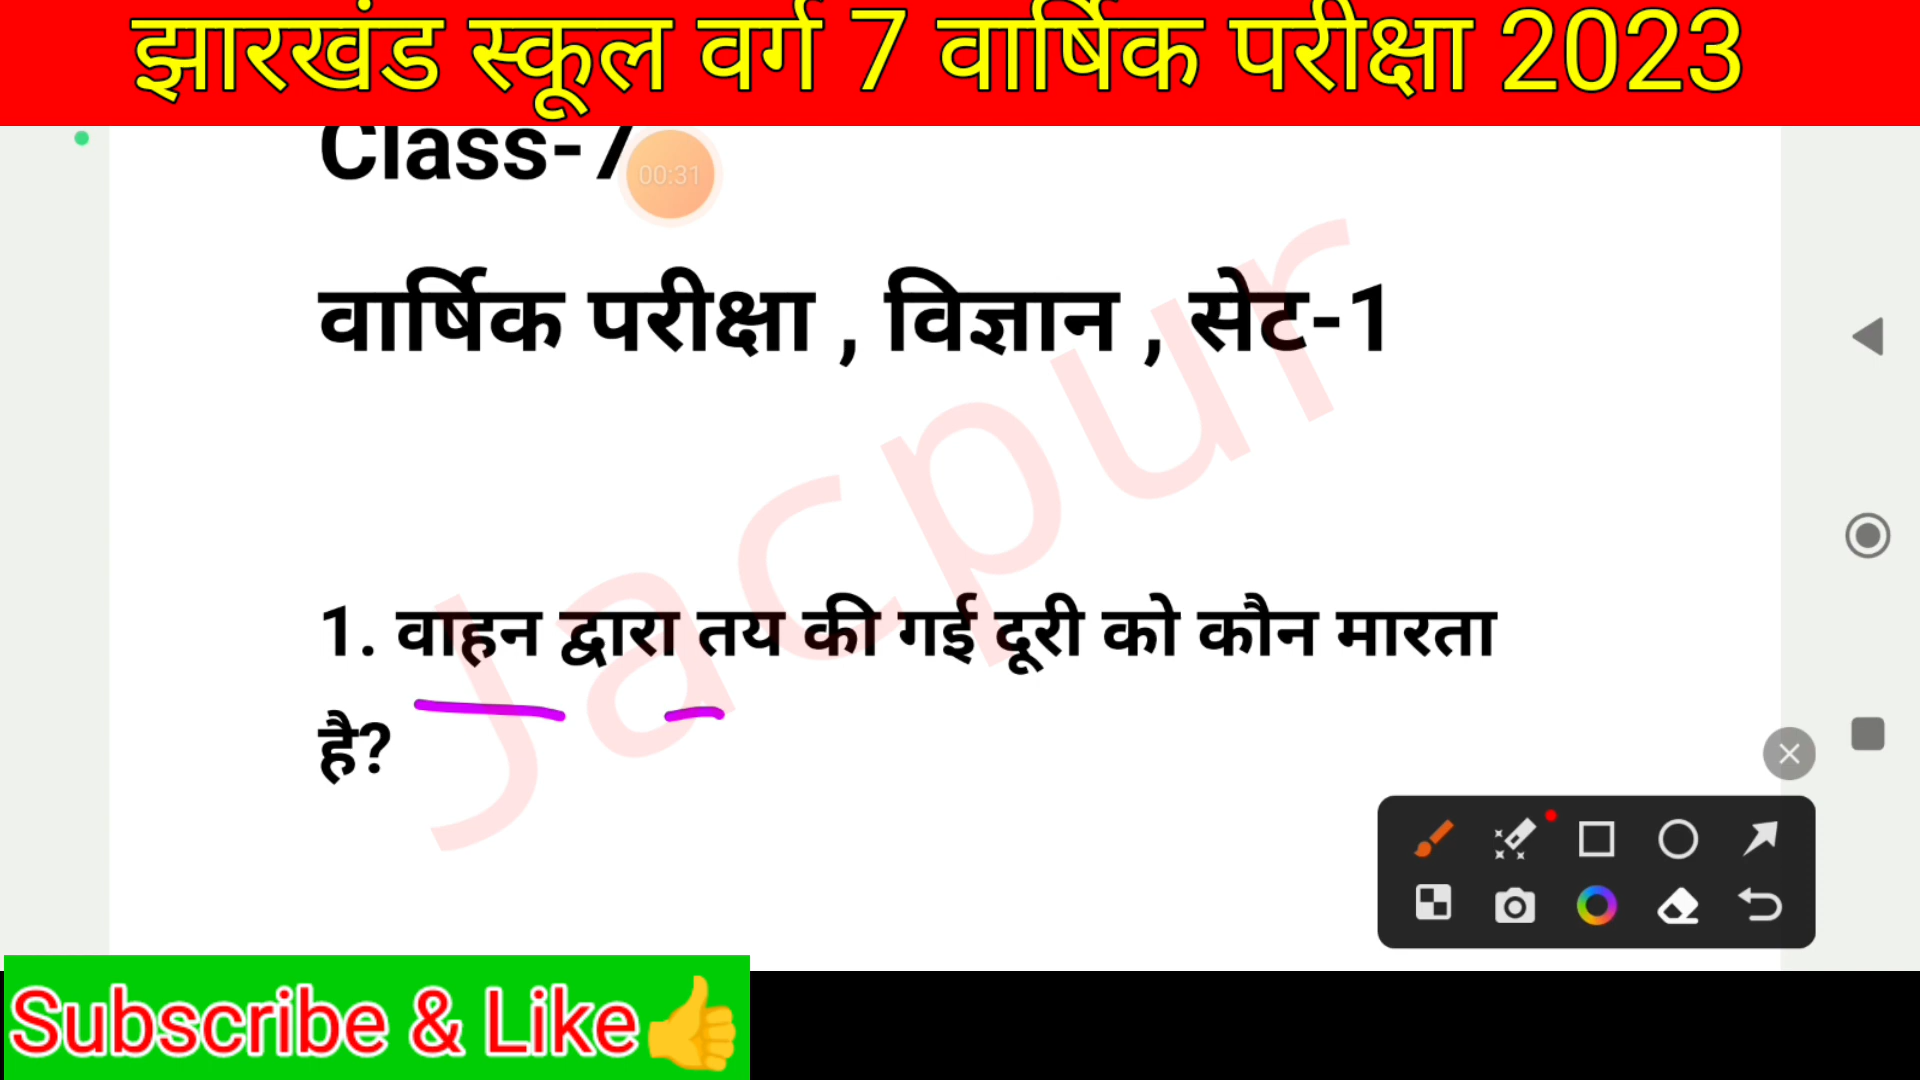 झारखंड स्कूल वर्ग 7 वार्षिक परीक्षा 2023
Class-7
00:31
वार्षिक परीक्षा , विज्ञान , सेट-1
Jacpur
1. वाहन द्वारा तय की गई दूरी को कौन मारता
है?
Subscribe & Like👍